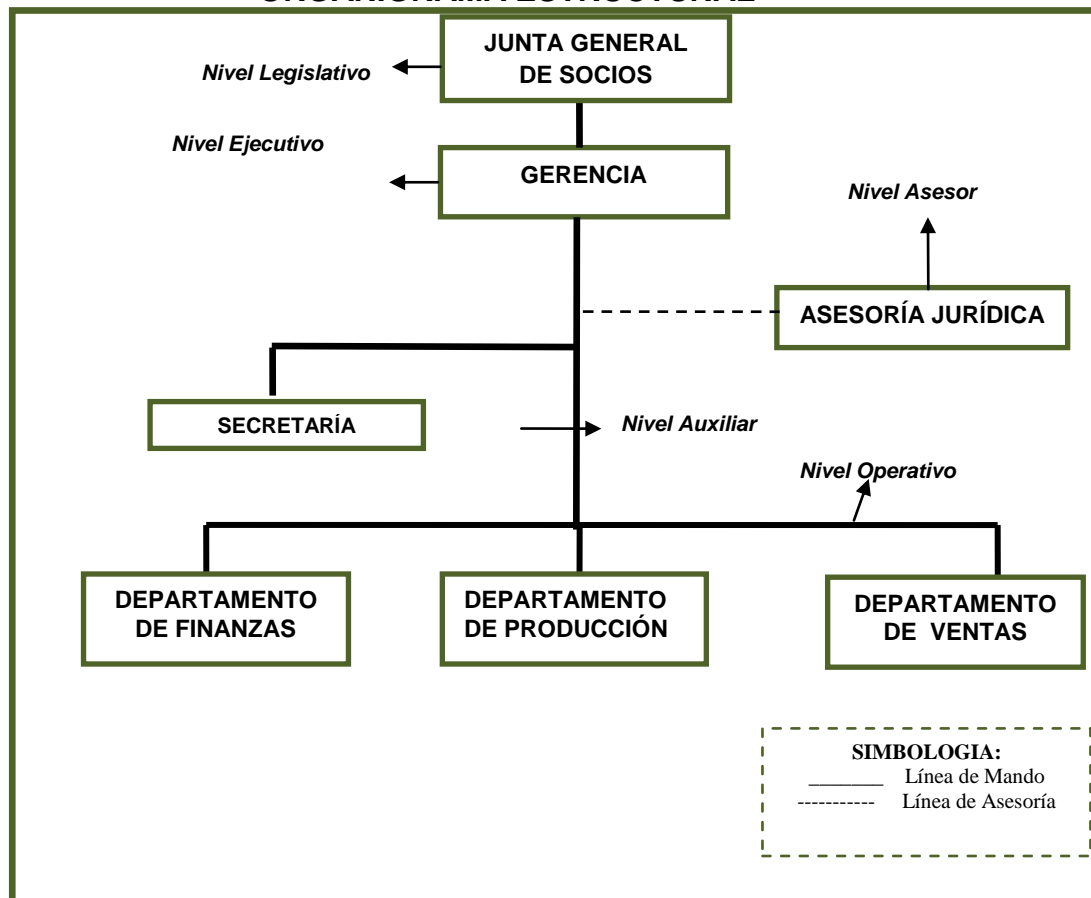 JUNTA GENERAL
DE SOCIOS
Nivel Legislativo
Nivel Ejecutivo
GERENCIA
Nivel Asesor
ASESORÍA JURÍDICA
SECRETARÍA
Nivel Auxiliar
Nivel Operativo
DEPARTAMENTO
DE FINANZAS
DEPARTAMENTO
DE PRODUCCIÓN
DEPARTAMENTO
DE VENTAS
SIMBOLOGIA:
_______ Línea de Mando
----------- Línea de Asesoría